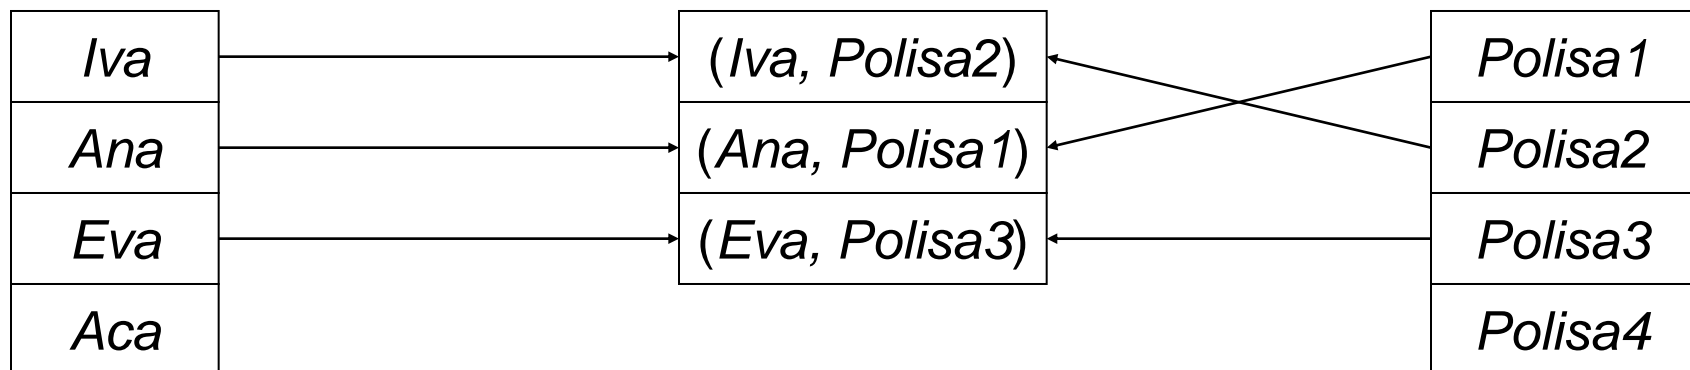 Iva
(Iva, Polisa2)
Polisa1
Ana
(Ana, Polisa1)
Polisa2
Eva
(Eva, Polisa3)
Polisa3
Aca
Polisa4